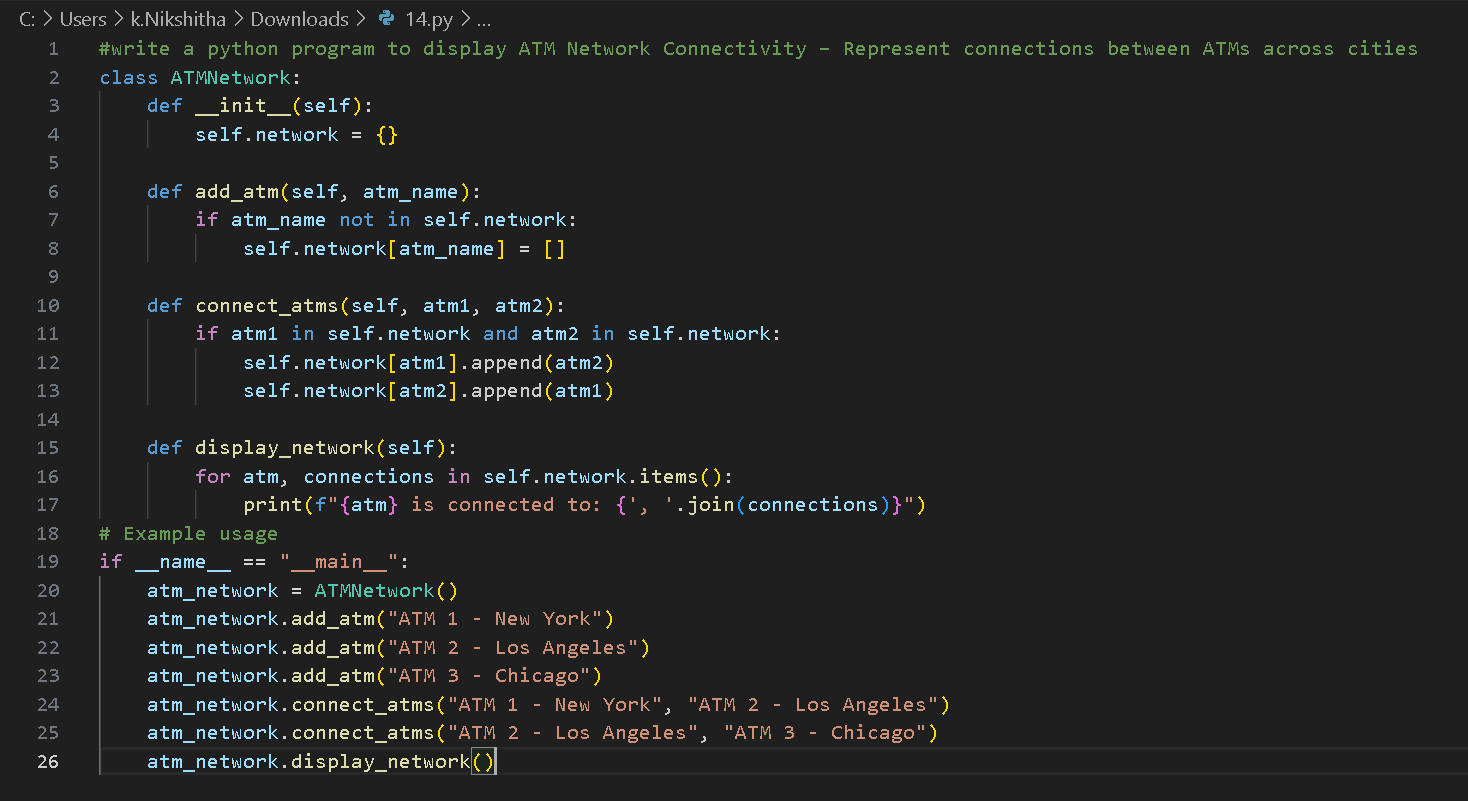 C: > Users > k.Nikshitha > Downloads > 14.py > ...
1 #write a python program to display ATM Network Connectivity – Represent connections between ATMs across cities
2 class ATMNetwork:
3     def __init__(self):
4         self.network = {}
5
6     def add_atm(self, atm_name):
7         if atm_name not in self.network:
8             self.network[atm_name] = []
9
10     def connect_atms(self, atm1, atm2):
11         if atm1 in self.network and atm2 in self.network:
12             self.network[atm1].append(atm2)
13             self.network[atm2].append(atm1)
14
15     def display_network(self):
16         for atm, connections in self.network.items():
17             print(f"{atm} is connected to: {', '.join(connections)}")
18 # Example usage
19 if __name__ == "__main__":
20     atm_network = ATMNetwork()
21     atm_network.add_atm("ATM 1 - New York")
22     atm_network.add_atm("ATM 2 - Los Angeles")
23     atm_network.add_atm("ATM 3 - Chicago")
24     atm_network.connect_atms("ATM 1 - New York", "ATM 2 - Los Angeles")
25     atm_network.connect_atms("ATM 2 - Los Angeles", "ATM 3 - Chicago")
26     atm_network.display_network()